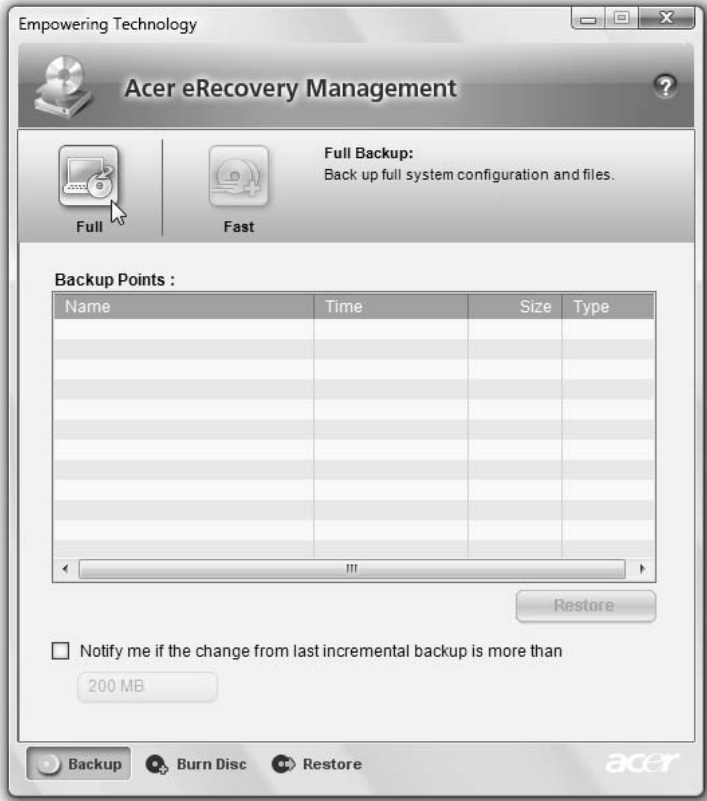 Empowering Technology
Acer eRecovery Management
?
Full
Fast
Full Backup:
Back up full system configuration and files.
Backup Points :
Name Time Size Type
Restore
Notify me if the change from last incremental backup is more than
200 MB
Backup Burn Disc Restore
acer